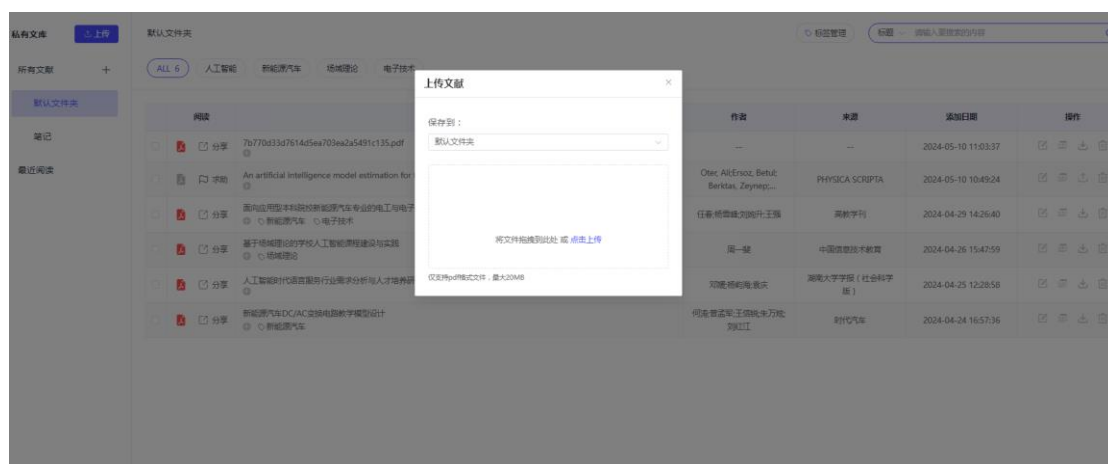 私有文库
上传
默认文件夹
标签管理
标题
请输入要搜索的内容
所有文献 +
ALL 6 人工智能 新能源汽车 场域理论 电子技术
默认文件夹
笔记
最近阅读
上传文献
保存到：
默认文件夹
将文件拖拽到此处 或 点击上传
仅支持pdf格式文件，最大20MB
阅读 作者 来源 添加日期 操作
分享 7b770d33d7614d5ea703ea2a5491c135.pdf --- --- 2024-05-10 11:03:37
求助 An artificial intelligence model estimation for Oter, Ali;Ersoz, Betul; PHYSICA SCRIPTA 2024-05-10 10:49:24
Berktas, Zeynep;...
分享 面向应用型本科院校新能源汽车专业的电工与电子 高教学刊 2024-04-29 14:26:40
新能源汽车 电子技术
分享 基于场域理论的学校人工智能课程建设与实践 周一 中国信息技术教育 2024-04-26 15:47:59
场域理论
分享 人工智能时代语言服务行业需求分析与人才培养研 湖南大学学报（社会科学 2024-04-25 12:28:58
版）
分享 新能源汽车DC/AC变换电路教学模型设计 时代汽车 2024-04-24 16:57:36
新能源汽车